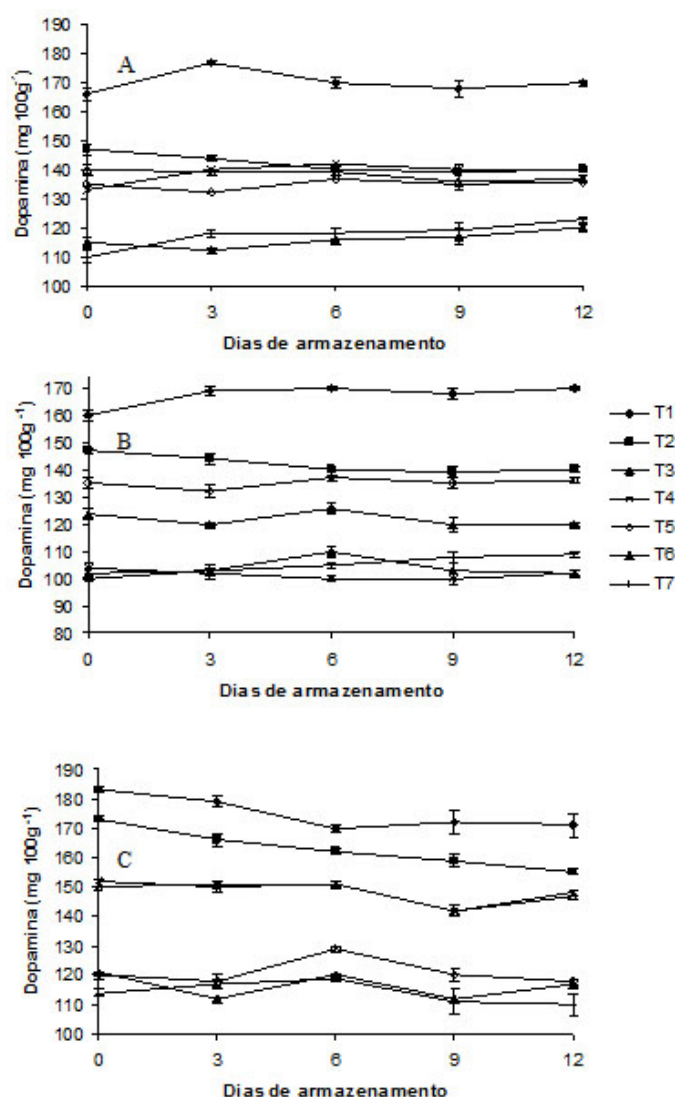 190
180
170
160
150
140
130
120
110
100
Dopamina (mg 100g-¹)
A
0 3 6 9 12
Dias de armazenamento
170
160
150
140
130
120
110
100
90
80
Dopamina (mg 100g⁻¹)
B
0 3 6 9 12
Dias de armazenamento
T1
T2
T3
T4
T5
T6
T7
190
180
170
160
150
142
130
120
110
100
Dopamina (mg 100g⁻¹)
C
0 3 6 9 12
Dias de armazenamento